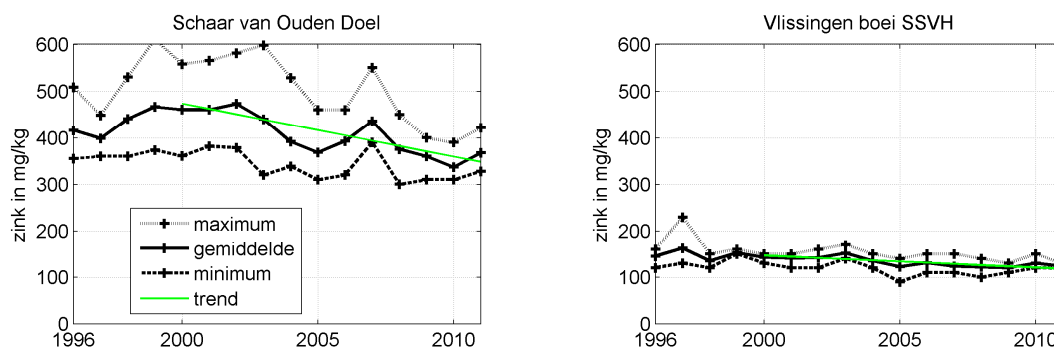 Schaar van Ouden Doel
zink in mg/kg
600
500
400
300
200
100
0
1996
2000
2005
2010
maximum
gemiddelde
minimum
trend
Vlissingen boei SSVH
zink in mg/kg
600
500
400
300
200
100
0
1996
2000
2005
2010